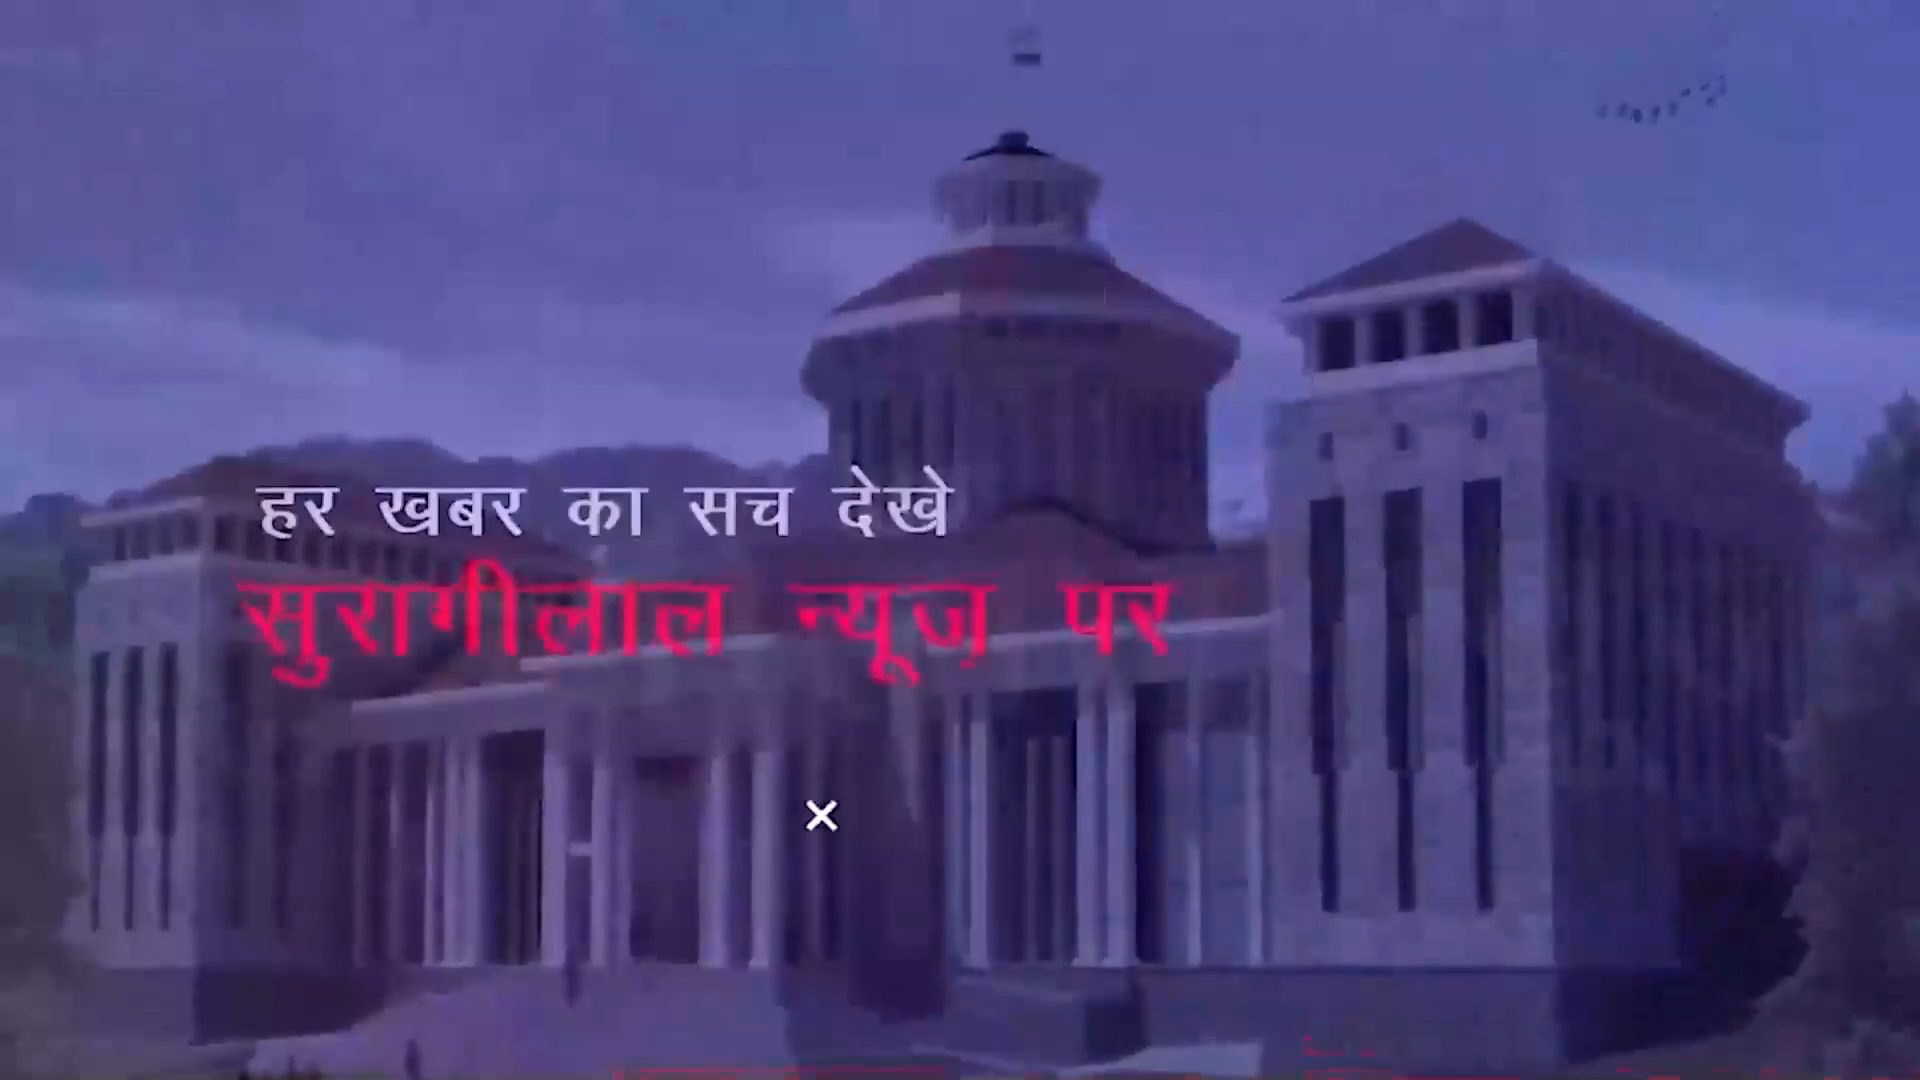 हर खबर का सच देखे
सुरागीलाल न्यूज़ पर